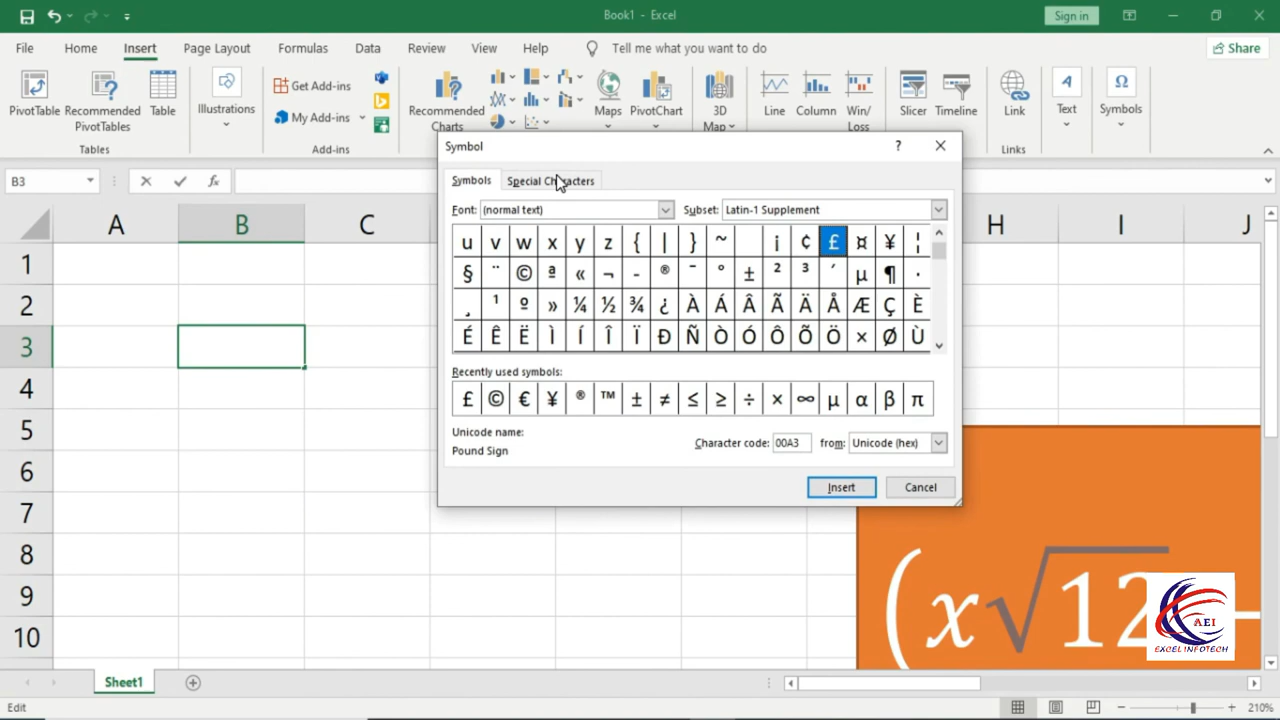 Book1 - Excel
Sign in
File Home Insert Page Layout Formulas Data Review View Help Tell me what you want to do Share
PivotTable Recommended PivotTables Table Illustrations Get Add-ins My Add-ins Recommended Charts Maps PivotChart 3D Map Line Column Win/ Loss Slicer Timeline Link Text Symbols
Tables Add-ins Links
B3 fx
A B C H I J
1
2
3
4
5
6
7
8
9
10
Symbol ?
Symbols Special Characters
Font: (normal text) Subset: Latin-1 Supplement
u v w x y z { | } ~ ¡ ¢ £ ¤ ¥ ¦
§ ¨ © ª « ¬ - ® ¯ ° ± ² ³ ´ µ ¶ ·
¸ ¹ º » ¼ ½ ¾ ¿ À Á Â Ã Ä Å Æ Ç È
É Ê Ë Ì Í Î Ï Ð Ñ Ò Ó Ô Õ Ö × Ø Ù
Recently used symbols:
£ © € ¥ ® ™ ± ≠ ≤ ≥ ÷ × ∞ µ α β π
Unicode name:
Pound Sign
Character code: 00A3 from: Unicode (hex)
Insert Cancel
(x√12 −
AEI
EXCEL INFOTECH
Sheet1
Edit 210%